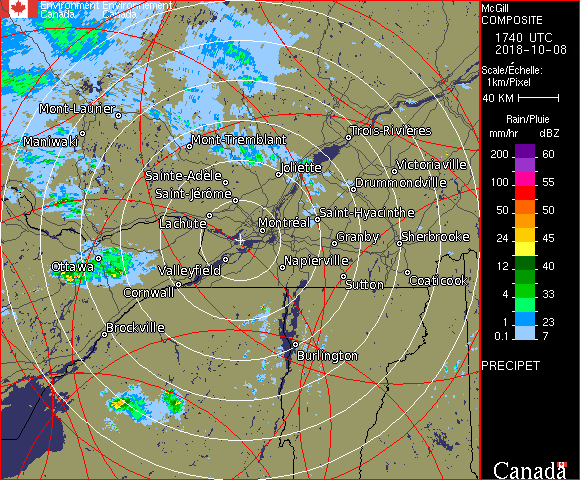 Environment Environnement
Canada Canada
McGill
COMPOSITE
1740 UTC
2018-10-08
Scale/Échelle:
1km/Pixel
40 KM
Rain/Pluie
mm/hr dBZ
200 60
100 55
50 50
24 45
12 40
4 33
1 23
0.1 7
PRECIPET
Canada
Mont-Laurier
Maniwaki
Mont-Tremblant
Trois-Rivières
Joliette
Victoriaville
Sainte-Adèle
Drummondville
Saint-Jérôme
Saint-Hyacinthe
Lachute
Montréal
Granby
Sherbrooke
Ottawa
Valleyfield
Napierville
Coaticook
Cornwall
Sutton
Brockville
Burlington